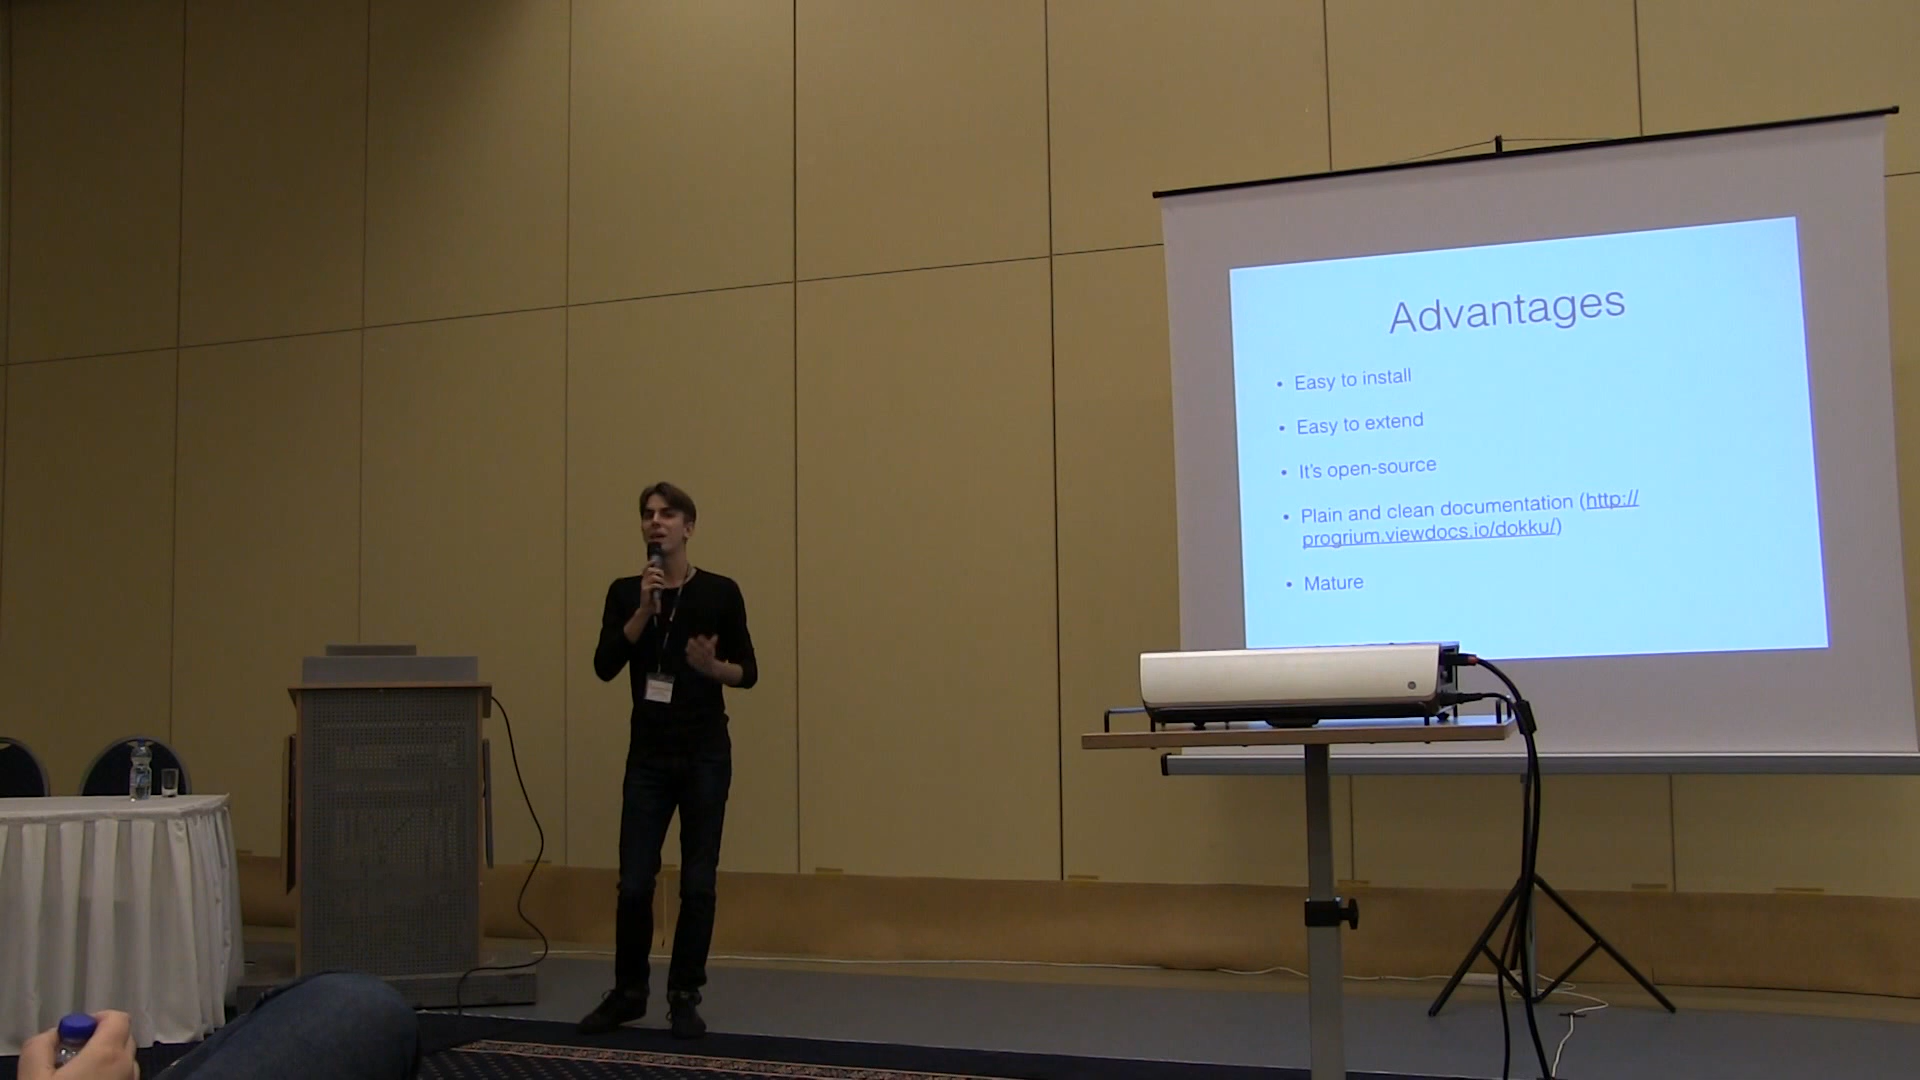 Advantages
• Easy to install
• Easy to extend
• It's open-source
• Plain and clean documentation (http://
progrium.viewdocs.io/dokku/)
• Mature